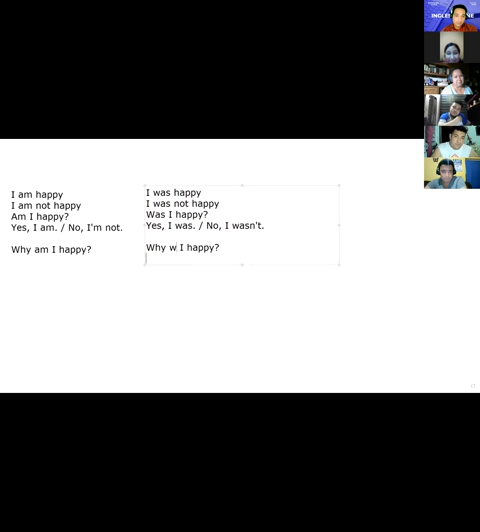 I am happy
I am not happy
Am I happy?
Yes, I am. / No, I'm not.
Why am I happy?
I was happy
I was not happy
Was I happy?
Yes, I was. / No, I wasn't.
Why w I happy?